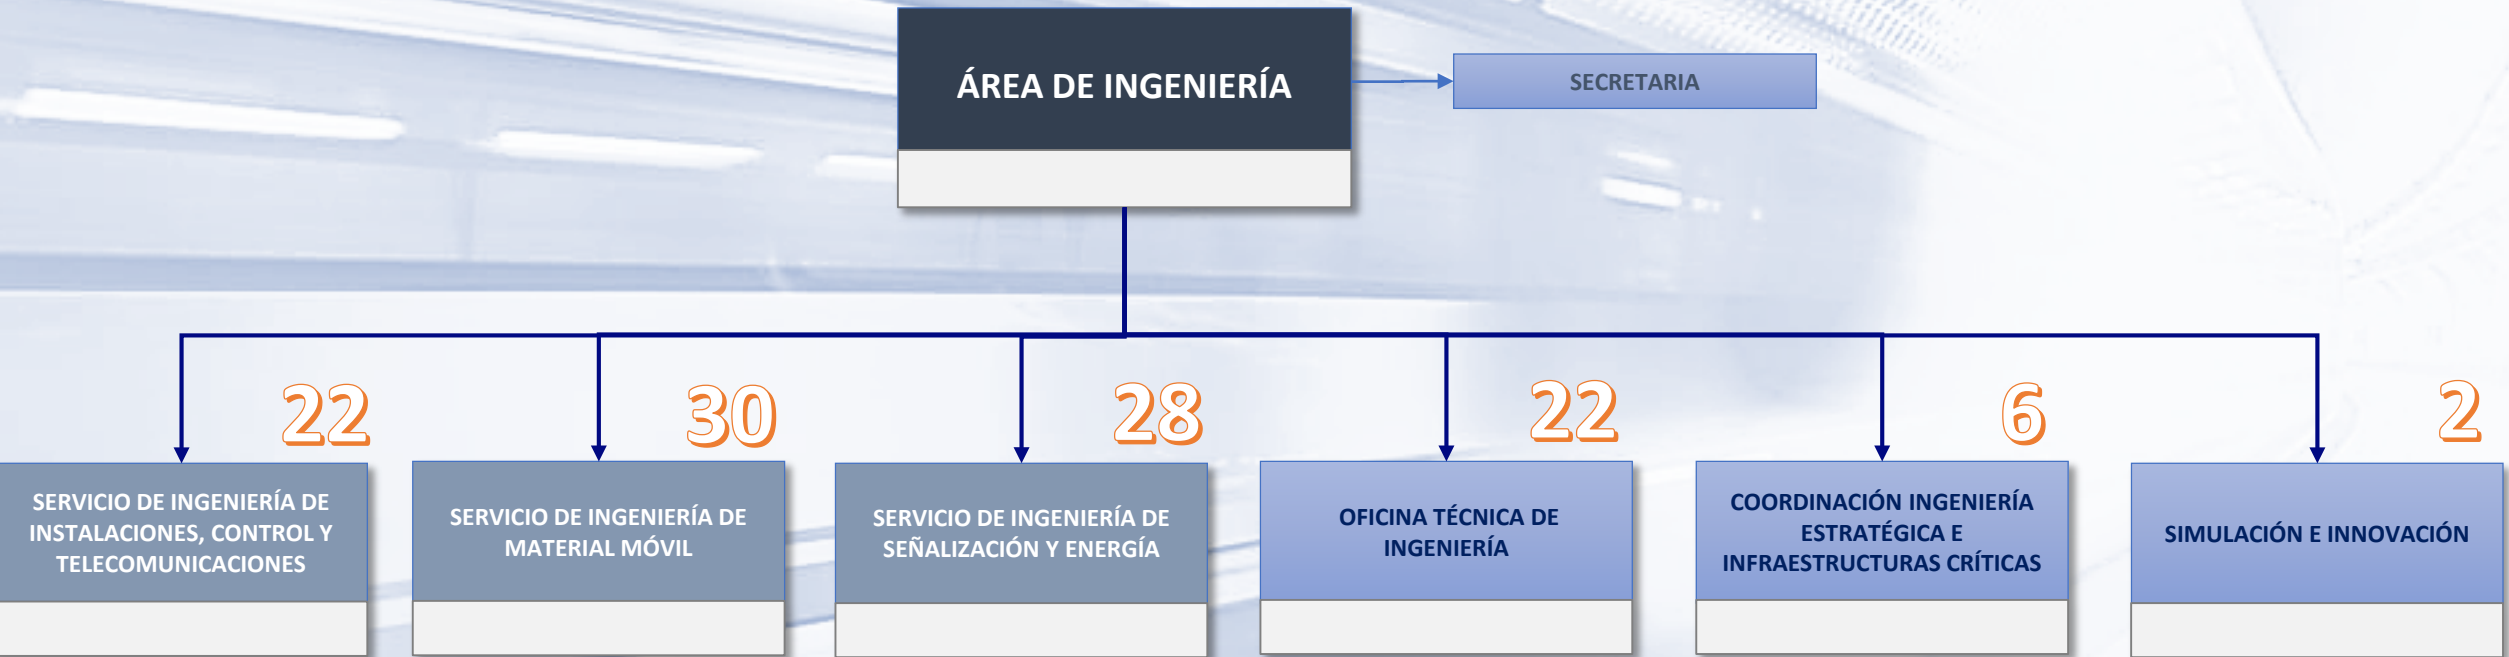 ÁREA DE INGENIERÍA
SECRETARIA
22
30
28
22
6
2
SERVICIO DE INGENIERÍA DE
INSTALACIONES, CONTROL Y
TELECOMUNICACIONES
SERVICIO DE INGENIERÍA DE
MATERIAL MÓVIL
SERVICIO DE INGENIERÍA DE
SEÑALIZACIÓN Y ENERGÍA
OFICINA TÉCNICA DE
INGENIERÍA
COORDINACIÓN INGENIERÍA
ESTRATÉGICA E
INFRAESTRUCTURAS CRÍTICAS
SIMULACIÓN E INNOVACIÓN